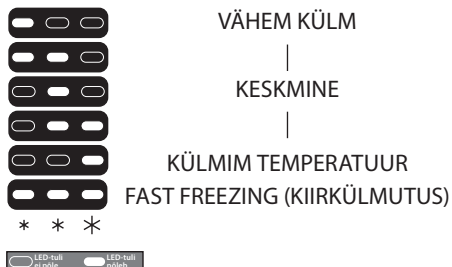 VÄHEM KÜLM
KESKMINE
KÜLMIM TEMPERATUUR
FAST FREEZING (KIIRKÜLMUTUS)
LED-tuli LED-tuli
ei põle põleb